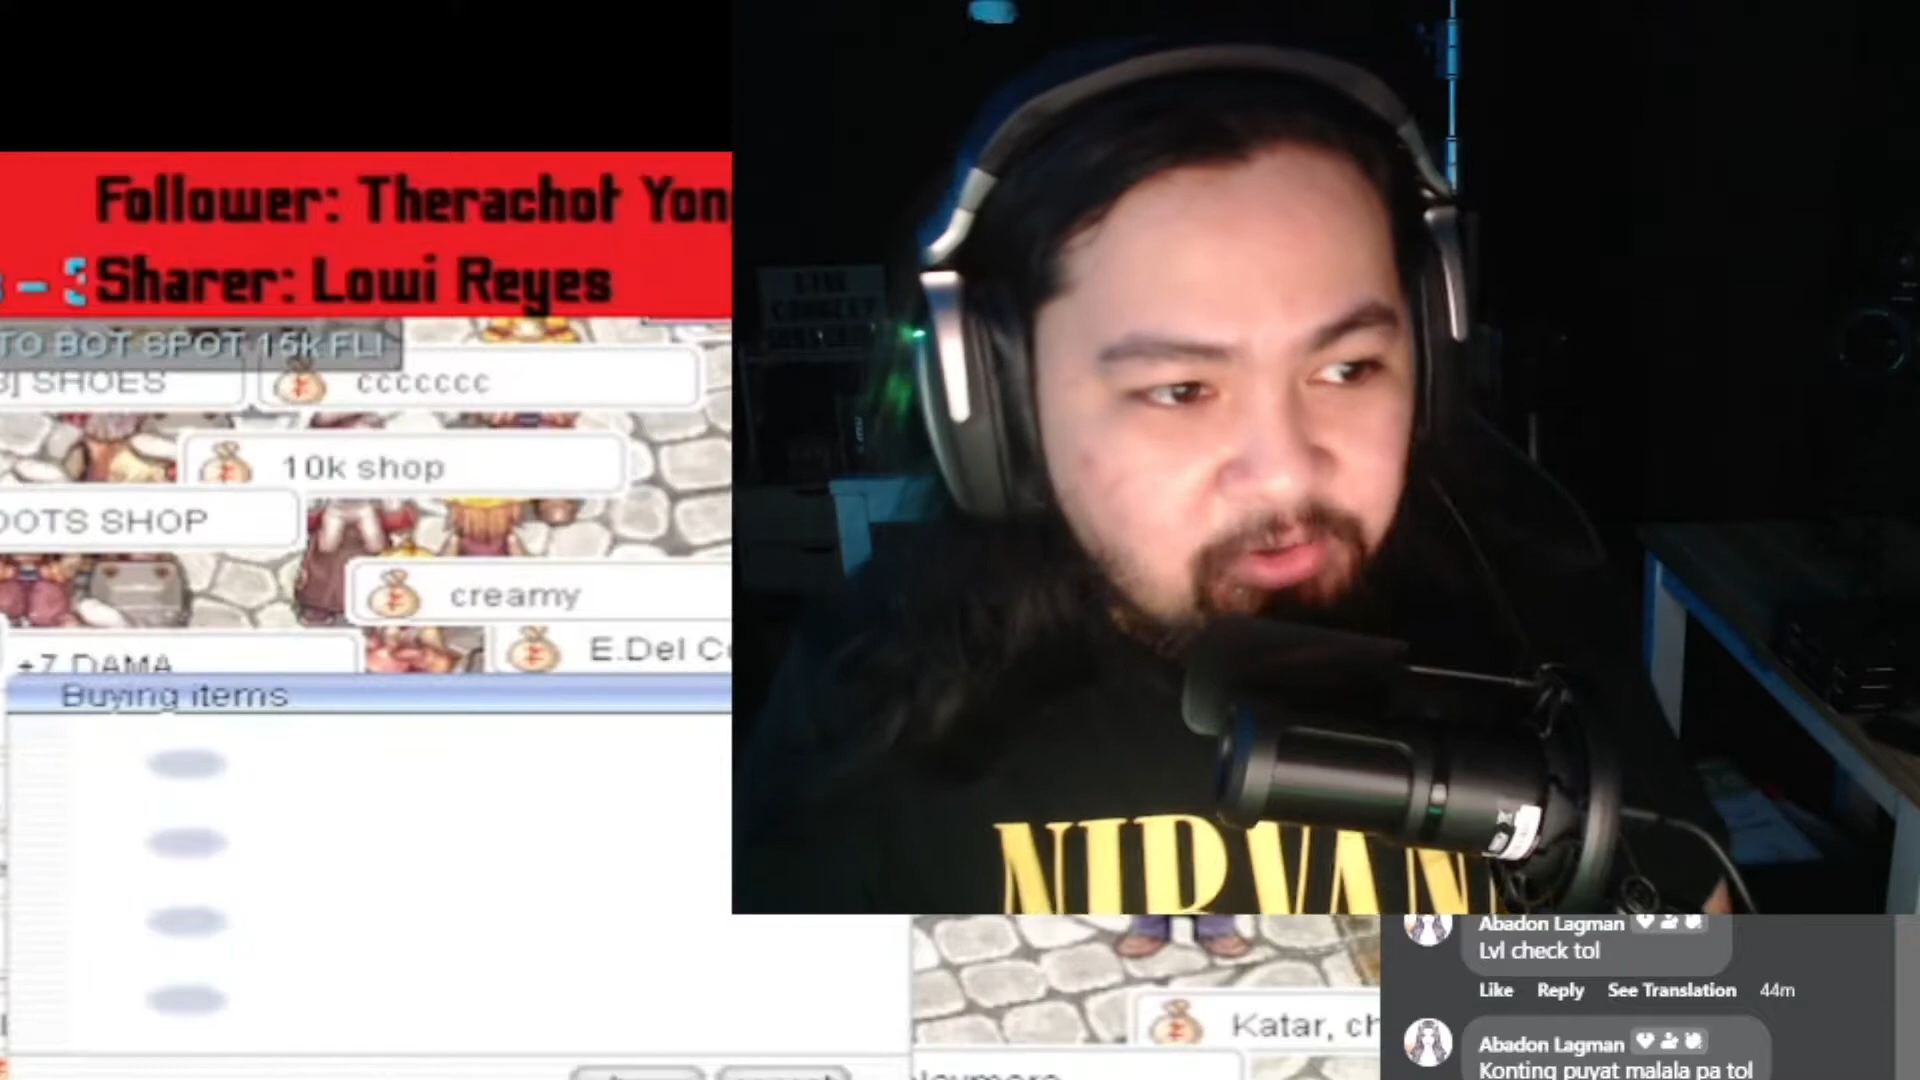 Follower: Therachot Yon
- 3
Sharer: Lowi Reyes
TO BOT SPOT 15k FL!
SHOES
ccccccc
10k shop
OOTS SHOP
creamy
+7 DAMA
E.Del C
Buying items
NIRVAN
Abadon Lagman
Lvl check tol
Like Reply See Translation 44m
Katar, ch
Abadon Lagman
Konting puyat malala pa tol